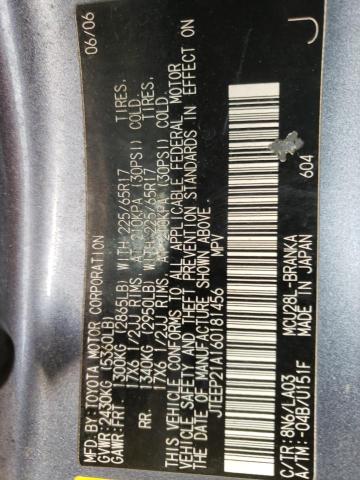 MFD. BY:TOYOTA MOTOR CORPORATION 06/06
GVWR: 2430KG (5360LB)
GAWR:FRT. 1300KG (2865LB) WITH 225/65R17 TIRES,
17X6 1/2JJ RIMS AT 210KPA (30PSI) COLD.
RR. 1340KG (2950LB) WITH 225/65R17 TIRES,
17X6 1/2JJ RIMS AT 210KPA (30PSI) COLD.
THIS VEHICLE CONFORMS TO ALL APPLICABLE FEDERAL MOTOR
VEHICLE SAFETY AND THEFT PREVENTION STANDARDS IN EFFECT ON
THE DATE OF MANUFACTURE SHOWN ABOVE.
JTEEP21A160181456 MPV
C/TR: 8N6/LA03 MCU28L-BRANKA 604
A/TM: -04B/U151F MADE IN JAPAN
J